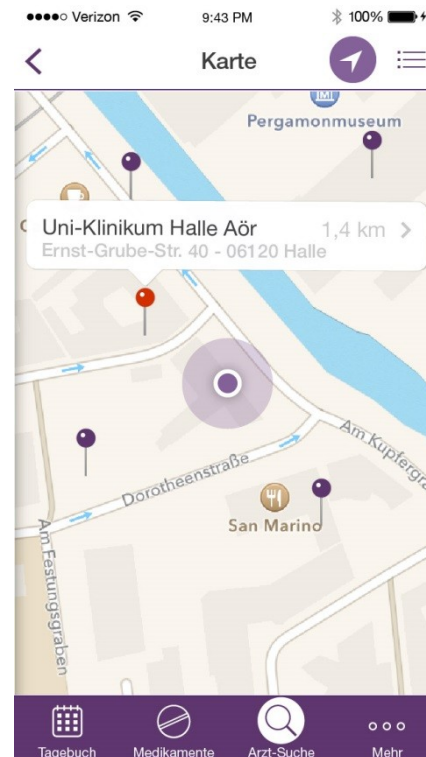 Verizon 9:43 PM 100%
Karte
Pergamonmuseum
Uni-Klinikum Halle Aör 1,4 km
Ernst-Grube-Str. 40 - 06120 Halle
Am Kupfergra
Dorotheenstraße
San Marino
Am Festungsgraben
Tagebuch Medikamente Arzt-Suche Mehr